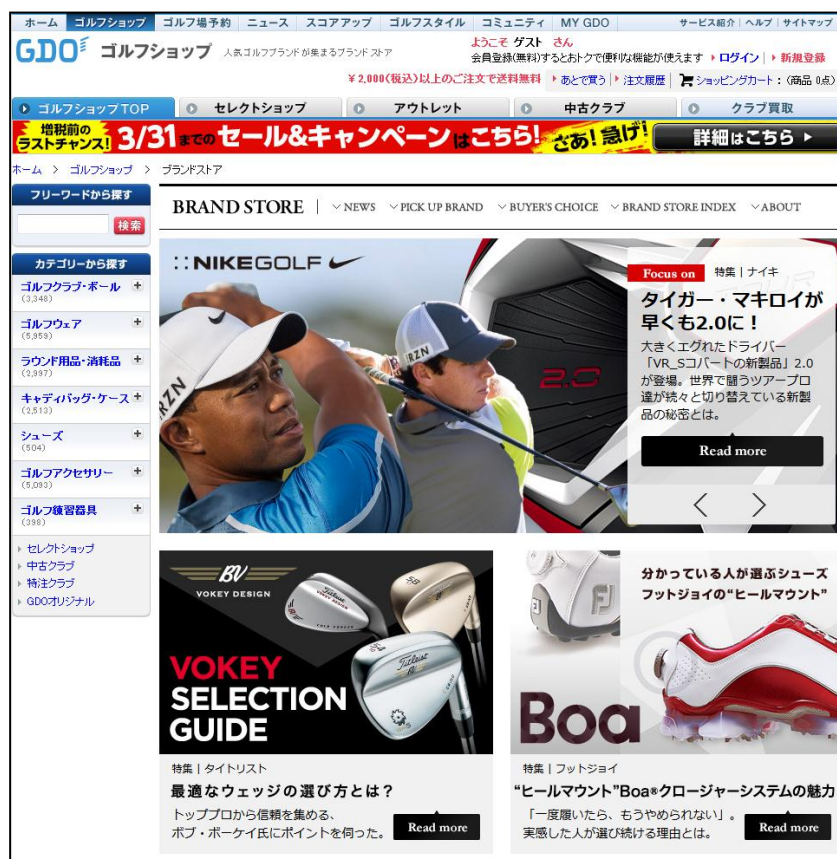 ホーム ゴルフショップ ゴルフ場予約 ニュース スコアアップ ゴルフスタイル コミュニティ MY GDO サービス紹介 | ヘルプ | サイトマップ
GDO ゴルフショップ 人気ゴルフブランドが集まるブランドストア
ようこそ ゲスト さん
会員登録(無料)するとおトクで便利な機能が使えます ログイン | 新規登録
¥2,000(税込)以上のご注文で送料無料 あとで買う | 注文履歴 | ショッピングカート:(商品 0点)
ゴルフショップTOP セレクトショップ アウトレット 中古クラブ クラブ買取
増税前の
ラストチャンス! 3/31までのセール&キャンペーンはこちら! さあ!急げ! 詳細はこちら
ホーム > ゴルフショップ > ブランドストア
フリーワードから探す
検索
カテゴリーから探す
ゴルフクラブ・ボール +
(3,348)
ゴルフウェア +
(5,959)
ラウンド用品・消耗品 +
(2,997)
キャディバッグ・ケース +
(2,513)
シューズ +
(504)
ゴルフアクセサリー +
(5,093)
ゴルフ練習器具 +
(398)
セレクトショップ
中古クラブ
特注クラブ
GDOオリジナル
BRAND STORE | NEWS PICK UP BRAND BUYER'S CHOICE BRAND STORE INDEX ABOUT
NIKEGOLF
RZN
RZN
2.0
Focus on 特集 | ナイキ
タイガー・マキロイが
早くも2.0に!
大きくエグれたドライバー
「VR_Sコバートの新製品」2.0
が登場。世界で闘うツアープロ
達が続々と切り替えている新製
品の秘密とは。
Read more
BV
VOKEY DESIGN
Titleist
Titleist
VOKEY
SELECTION
GUIDE
特集 | タイトリスト
最適なウェッジの選び方とは?
トッププロから信頼を集める、
ボブ・ボーケイ氏にポイントを伺った。
Read more
分かっている人が選ぶシューズ
フットジョイの“ヒールマウント”
Boa
特集 | フットジョイ
“ヒールマウント”Boa®クロージャーシステムの魅力
「一度履いたら、もうやめられない」。
実感した人が選び続ける理由とは。
Read more